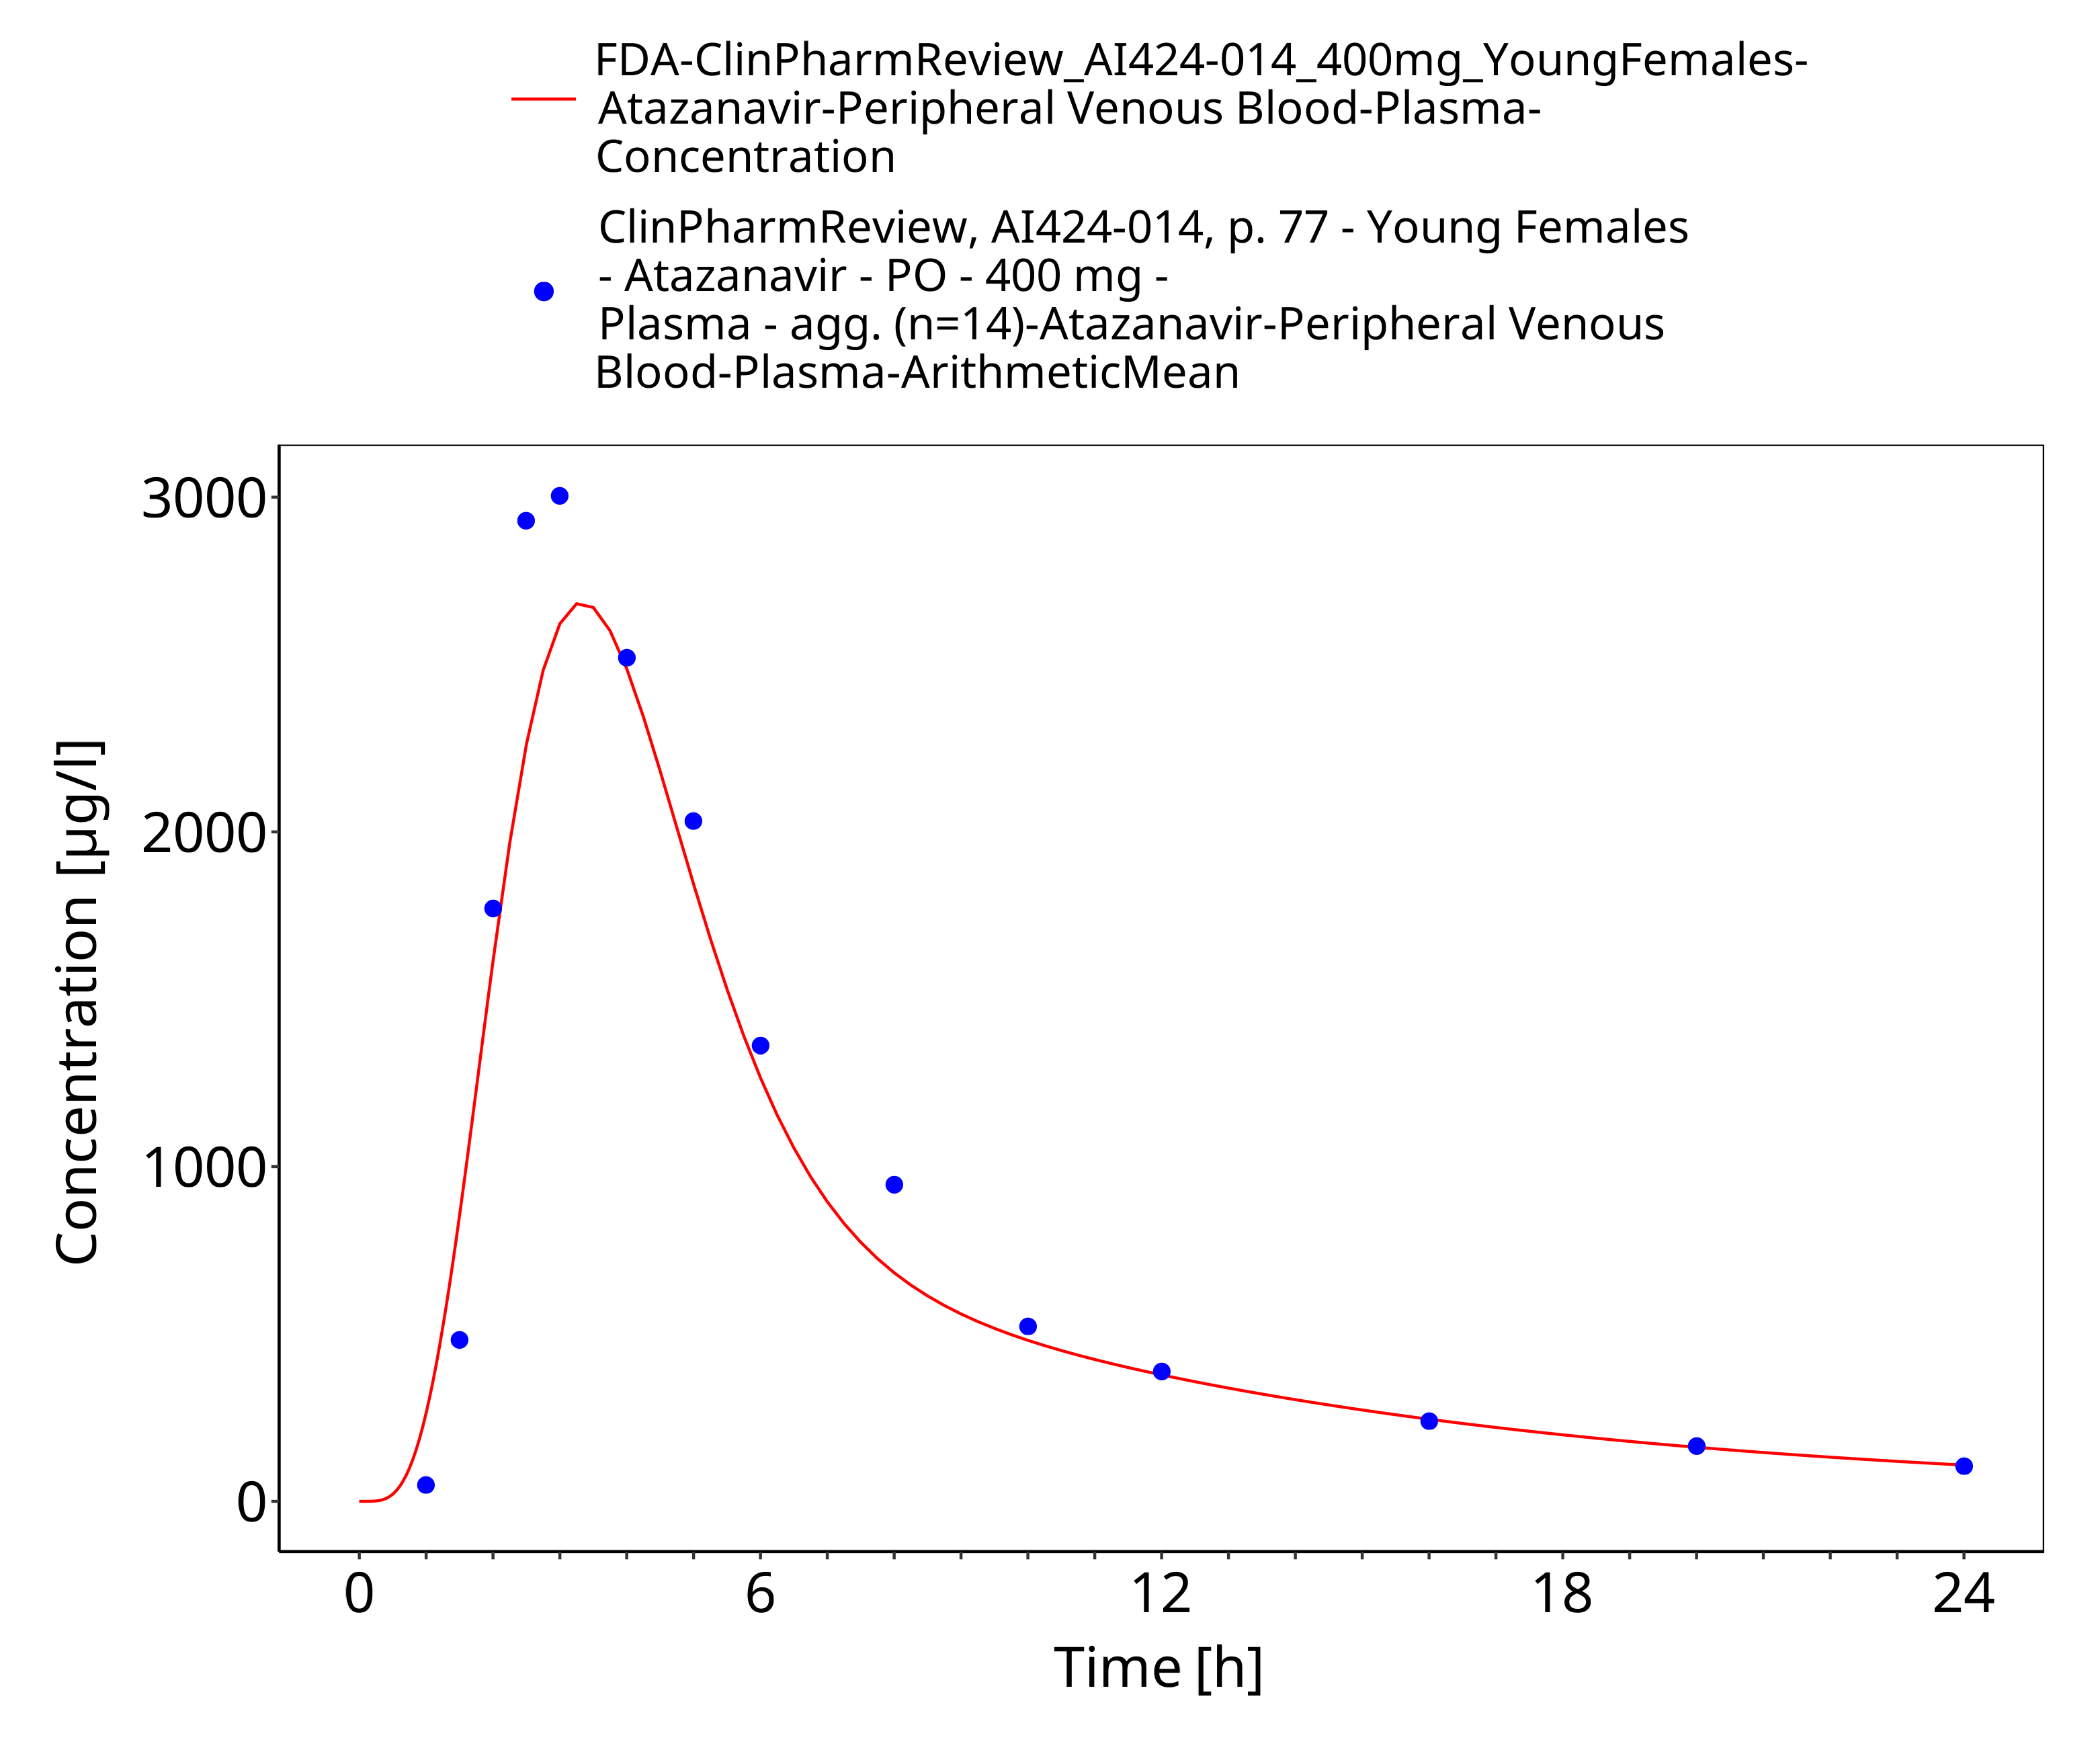 FDA-ClinPharmReview_AI424-014_400mg_YoungFemales-
Atazanavir-Peripheral Venous Blood-Plasma-
Concentration
ClinPharmReview, AI424-014, p. 77 - Young Females
- Atazanavir - PO - 400 mg -
Plasma - agg. (n=14)-Atazanavir-Peripheral Venous
Blood-Plasma-ArithmeticMean
3000
2000
1000
0
Concentration [µg/l]
0 6 12 18 24
Time [h]